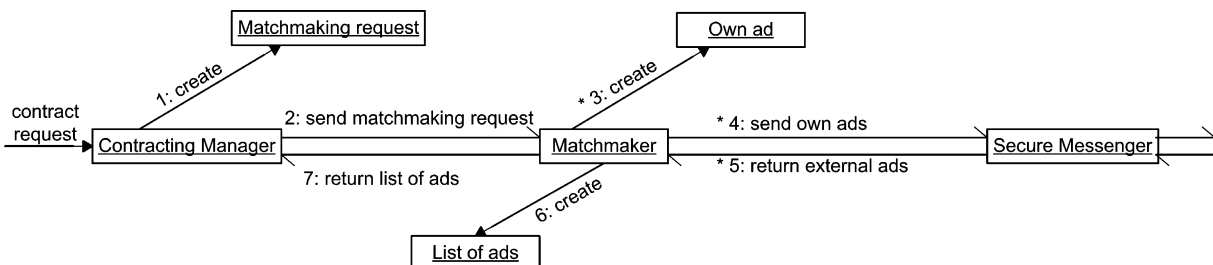 Matchmaking request
Own ad
1: create
* 3: create
contract
request
2: send matchmaking request
* 4: send own ads
Contracting Manager
Matchmaker
Secure Messenger
7: return list of ads
* 5: return external ads
6: create
List of ads